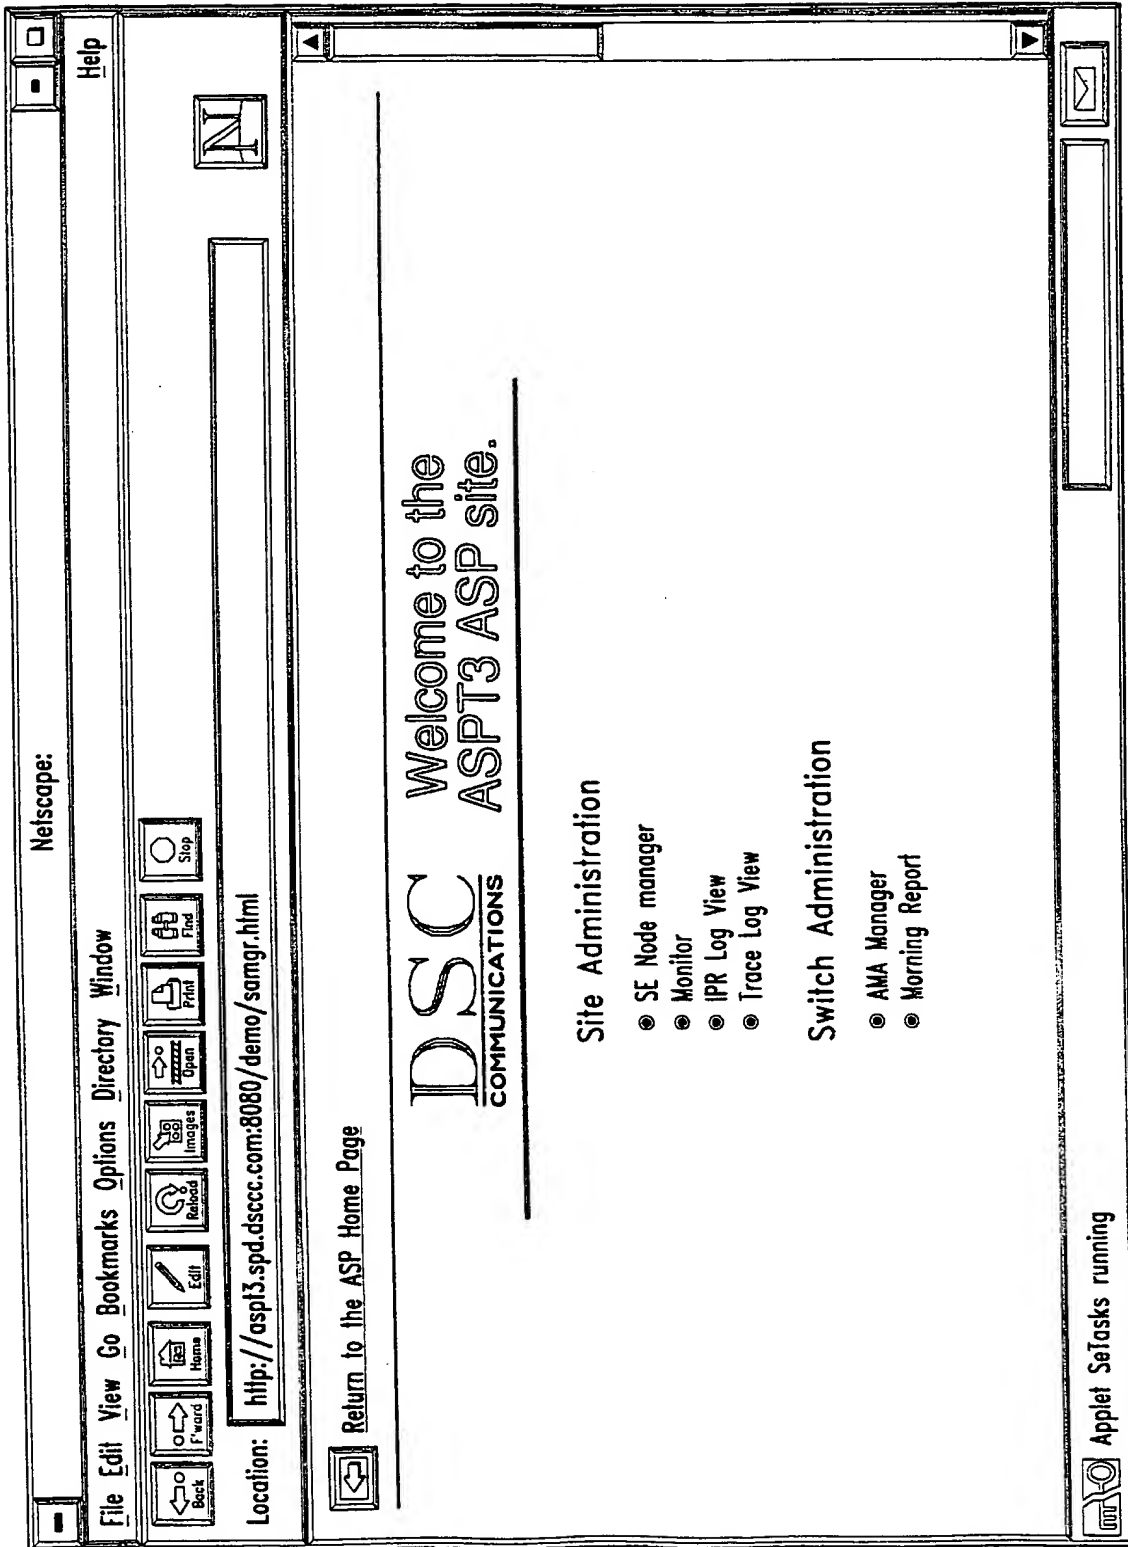 Netscape:
File Edit View Go Bookmarks Options Directory Window Help
Back F'ward Home Edit Reload Images Open Print Find Stop
N
Location: http://aspt3.spd.dsccc.com:8080/demo/samgr.html
Return to the ASP Home Page
DSC
COMMUNICATIONS
Welcome to the
ASPT3 ASP site.
Site Administration
SE Node manager
Monitor
IPR Log View
Trace Log View
Switch Administration
AMA Manager
Morning Report
Applet SeTasks running